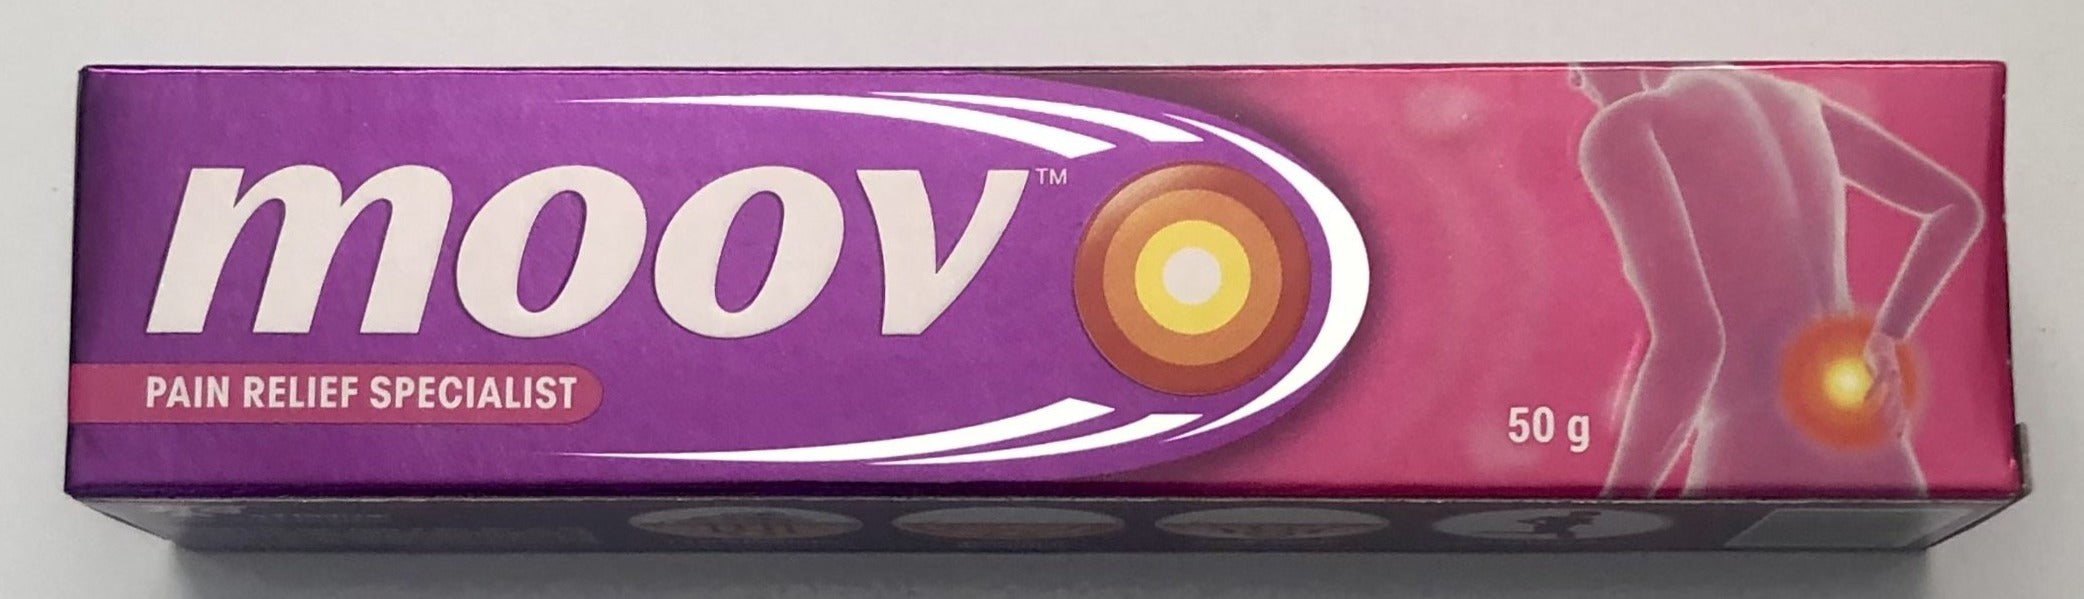 moov™
PAIN RELIEF SPECIALIST
50 g